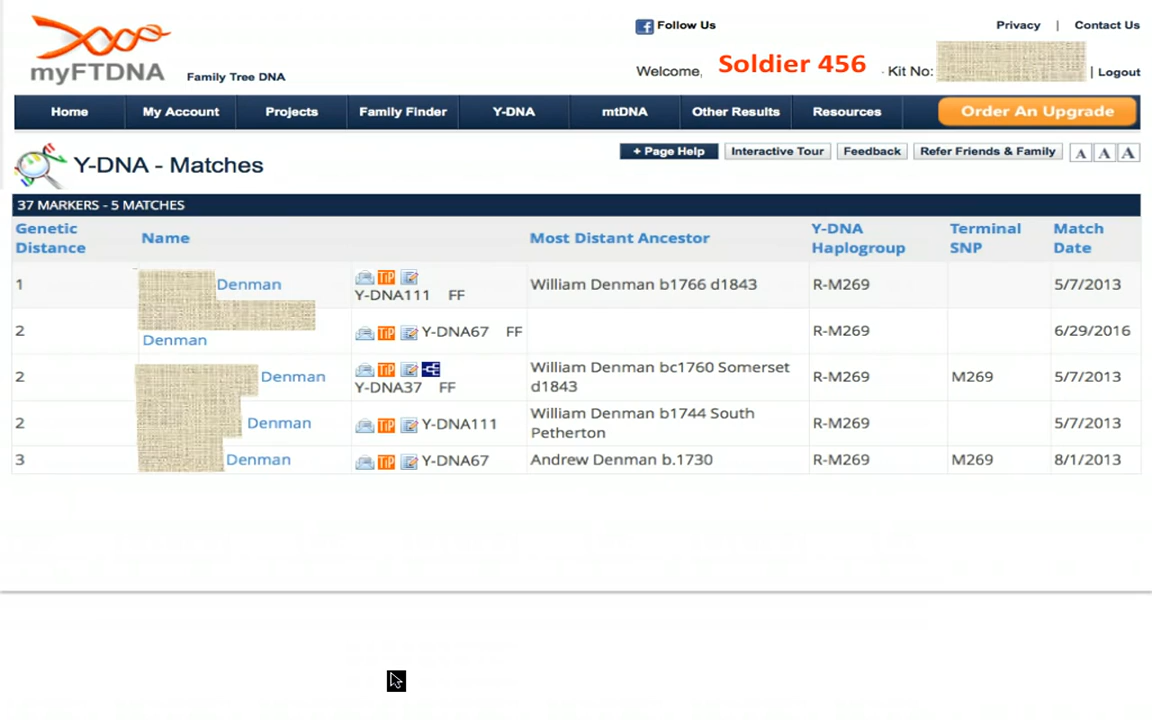 Follow Us
Privacy | Contact Us
myFTDNA Family Tree DNA
Welcome, Soldier 456 · Kit No: | Logout
Home My Account Projects Family Finder Y-DNA mtDNA Other Results Resources Order An Upgrade
Y-DNA - Matches
+ Page Help Interactive Tour Feedback Refer Friends & Family A A A
37 MARKERS - 5 MATCHES
Genetic Distance Name Most Distant Ancestor Y-DNA Haplogroup Terminal SNP Match Date
1 Denman TiP Y-DNA111 FF William Denman b1766 d1843 R-M269 5/7/2013
2 Denman TiP Y-DNA67 FF R-M269 6/29/2016
2 Denman TiP Y-DNA37 FF William Denman bc1760 Somerset d1843 R-M269 M269 5/7/2013
2 Denman TiP Y-DNA111 William Denman b1744 South Petherton R-M269 5/7/2013
3 Denman TiP Y-DNA67 Andrew Denman b.1730 R-M269 M269 8/1/2013